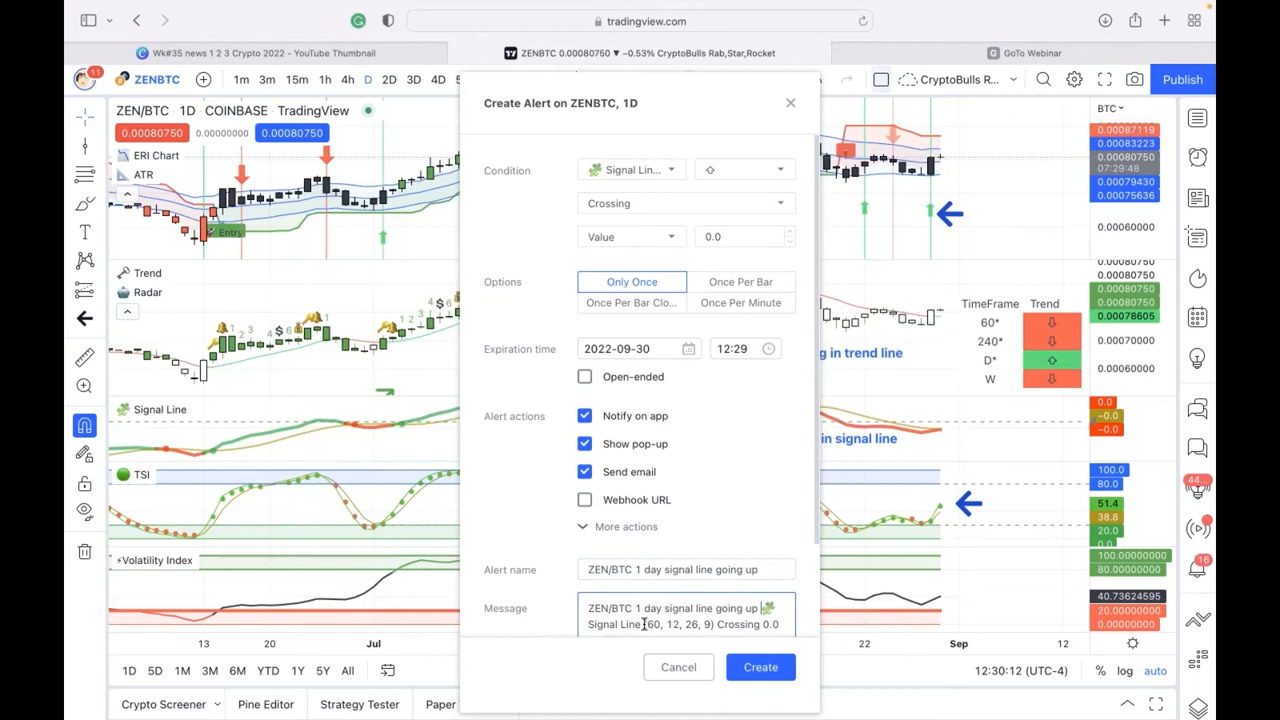 tradingview.com
Wk#35 news 1 2 3 Crypto 2022 - YouTube Thumbnail
ZENBTC 0.00080750 ▼ −0.53% CryptoBulls Rab,Star,Rocket
GoTo Webinar
11
ZENBTC
1m 3m 15m 1h 4h D 2D 3D 4D
CryptoBulls R...
Publish
ZEN/BTC · 1D · COINBASE · TradingView
0.00080750 0.00000000 0.00080750
ERI Chart
ATR
Entry
Trend
Radar
Signal Line
TSI
⚡Volatility Index
13 20 Jul
Create Alert on ZENBTC, 1D
Condition
Signal Lin...
Crossing
Value 0.0
Options
Only Once Once Per Bar
Once Per Bar Clo... Once Per Minute
Expiration time 2022-09-30 12:29
Open-ended
Alert actions
Notify on app
Show pop-up
Send email
Webhook URL
More actions
Alert name ZEN/BTC 1 day signal line going up
Message ZEN/BTC 1 day signal line going up
Signal Line (60, 12, 26, 9) Crossing 0.0
Cancel Create
BTC
0.00087119
0.00083223
0.00080750
07:29:48
0.00079430
0.00075636
0.00060000
0.00080750
0.00080750
0.00080750
0.00078605
0.00070000
0.00060000
TimeFrame Trend
60*
240*
D*
W
g in trend line
in signal line
0.0
−0.0
−0.0
100.0
80.0
51.4
38.8
20.0
0.0
100.00000000
80.00000000
40.73624595
20.00000000
0.00000000
22 Sep 12
44...
16
1D 5D 1M 3M 6M YTD 1Y 5Y All
12:30:12 (UTC-4)
% log auto
Crypto Screener Pine Editor Strategy Tester Paper